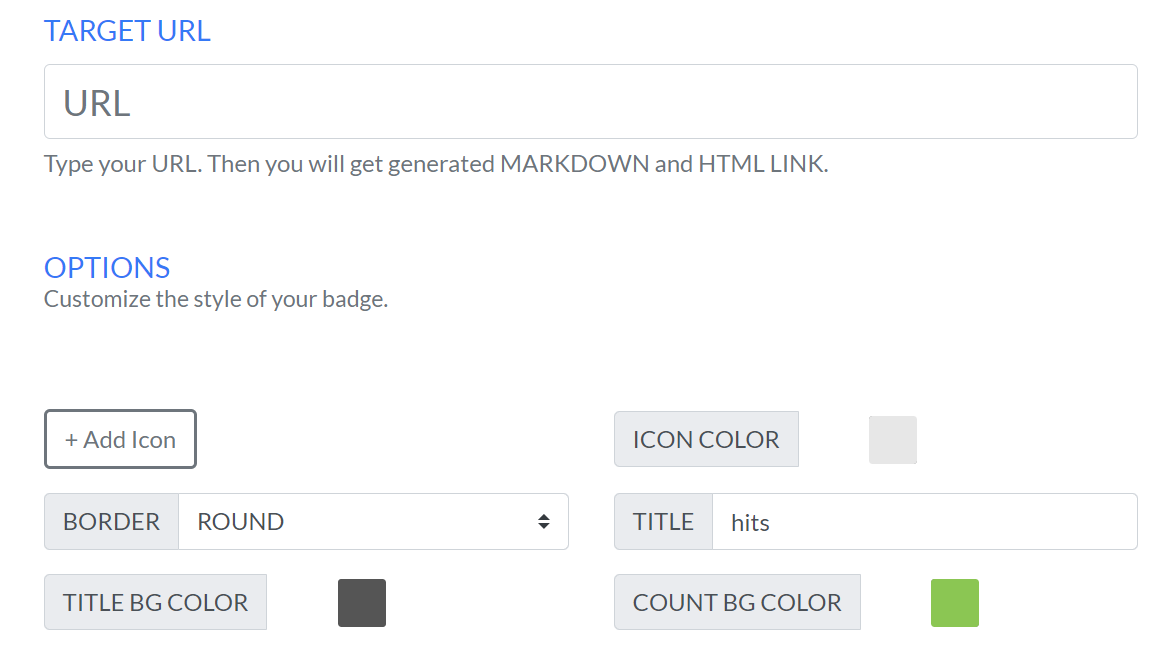 TARGET URL
URL
Type your URL. Then you will get generated MARKDOWN and HTML LINK.
OPTIONS
Customize the style of your badge.
+ Add Icon
ICON COLOR
BORDER ROUND
TITLE hits
TITLE BG COLOR
COUNT BG COLOR